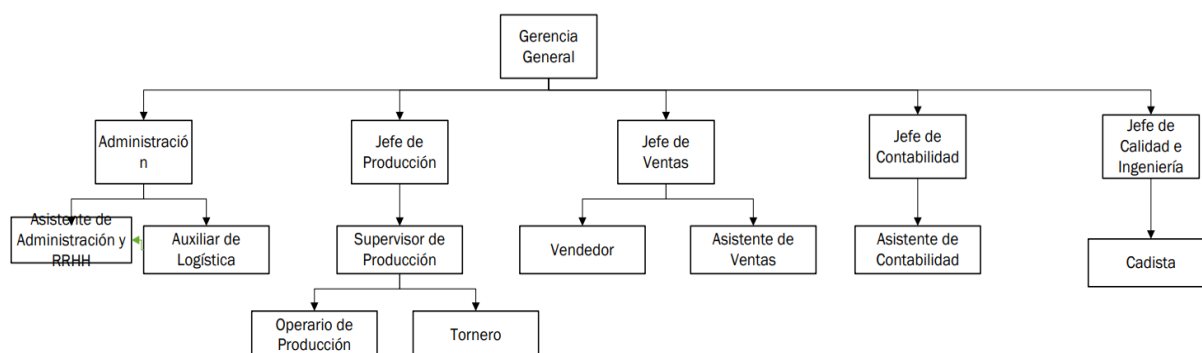 Gerencia
General
Administració
n
Jefe de
Producción
Jefe de
Ventas
Jefe de
Contabilidad
Jefe de
Calidad e
Ingeniería
Asistente de
Administración y
RRHH
Auxiliar de
Logística
Supervisor de
Producción
Vendedor
Asistente de
Ventas
Asistente de
Contabilidad
Cadista
Operario de
Producción
Tornero